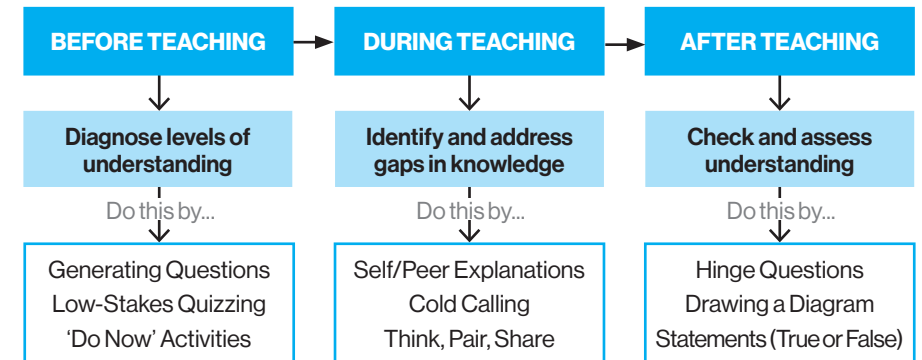 BEFORE TEACHING
DURING TEACHING
AFTER TEACHING
Diagnose levels of
understanding
Identify and address
gaps in knowledge
Check and assess
understanding
Do this by...
Do this by...
Do this by...
Generating Questions
Low-Stakes Quizzing
‘Do Now’ Activities
Self/Peer Explanations
Cold Calling
Think, Pair, Share
Hinge Questions
Drawing a Diagram
Statements (True or False)